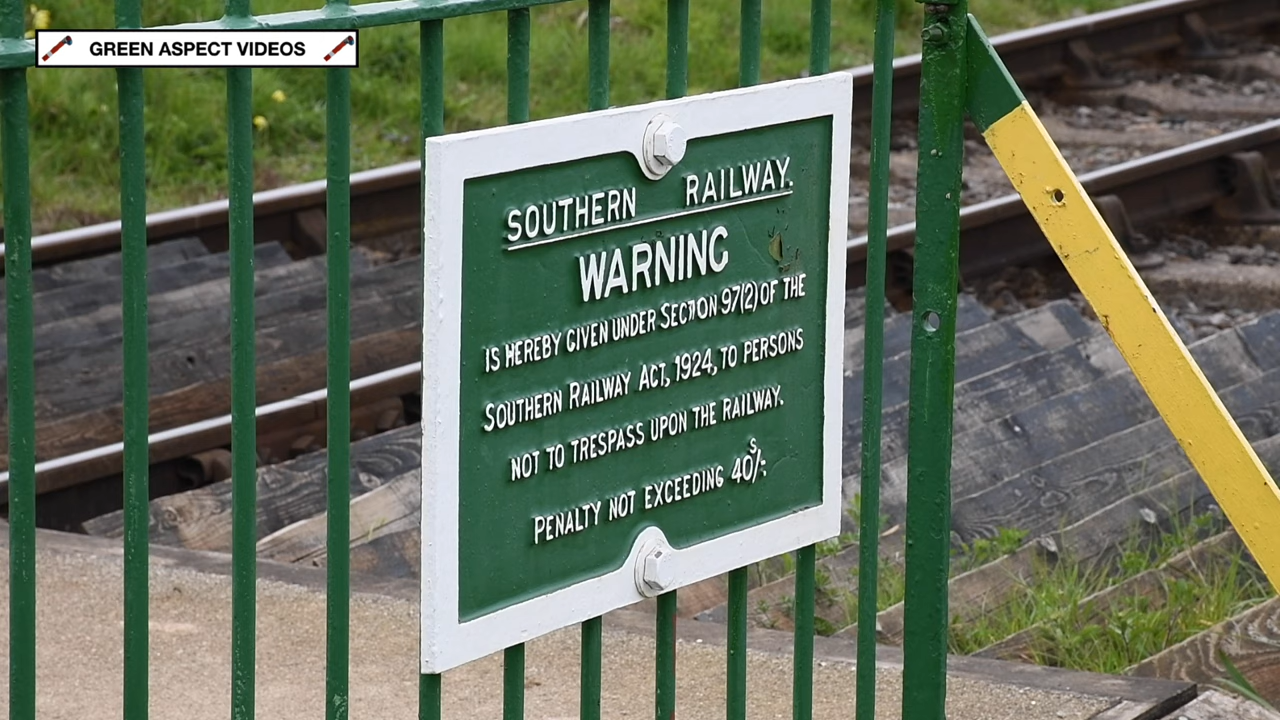 GREEN ASPECT VIDEOS
SOUTHERN RAILWAY.
WARNING
IS HEREBY GIVEN UNDER SECTION 97(2) OF THE
SOUTHERN RAILWAY ACT, 1924, TO PERSONS
NOT TO TRESPASS UPON THE RAILWAY.
PENALTY NOT EXCEEDING 40S/-.